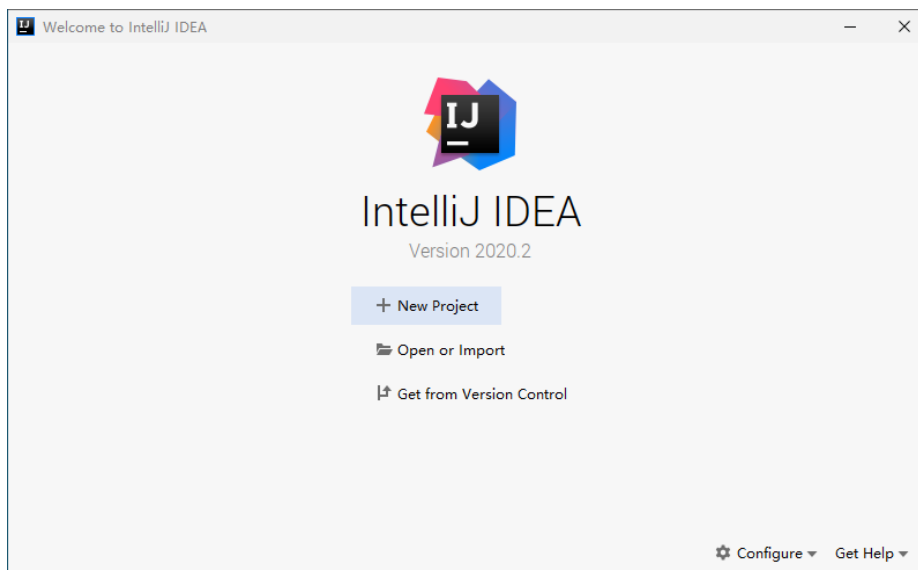 Welcome to IntelliJ IDEA
IJ
IntelliJ IDEA
Version 2020.2
New Project
Open or Import
Get from Version Control
Configure Get Help